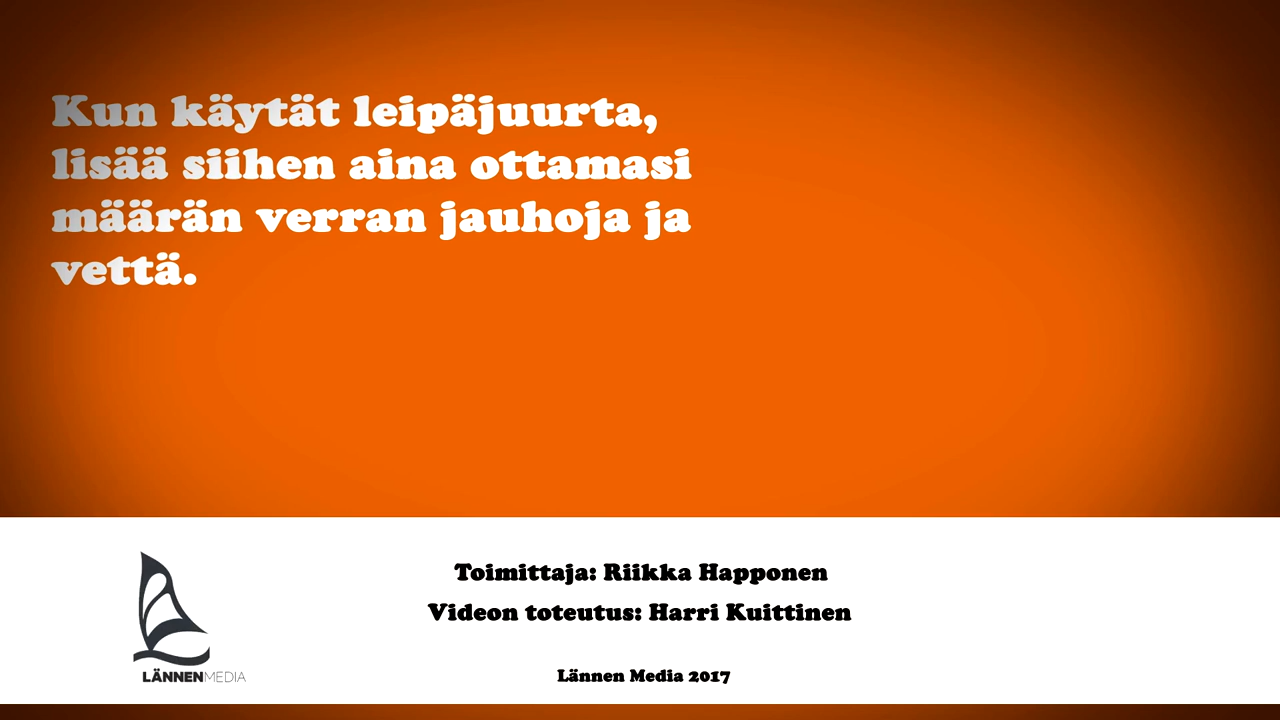 Kun käytät leipäjuurta,
lisää siihen aina ottamasi
määrän verran jauhoja ja
vettä.
Toimittaja: Riikka Happonen
Videon toteutus: Harri Kuittinen
LÄNNENMEDIA
Lännen Media 2017